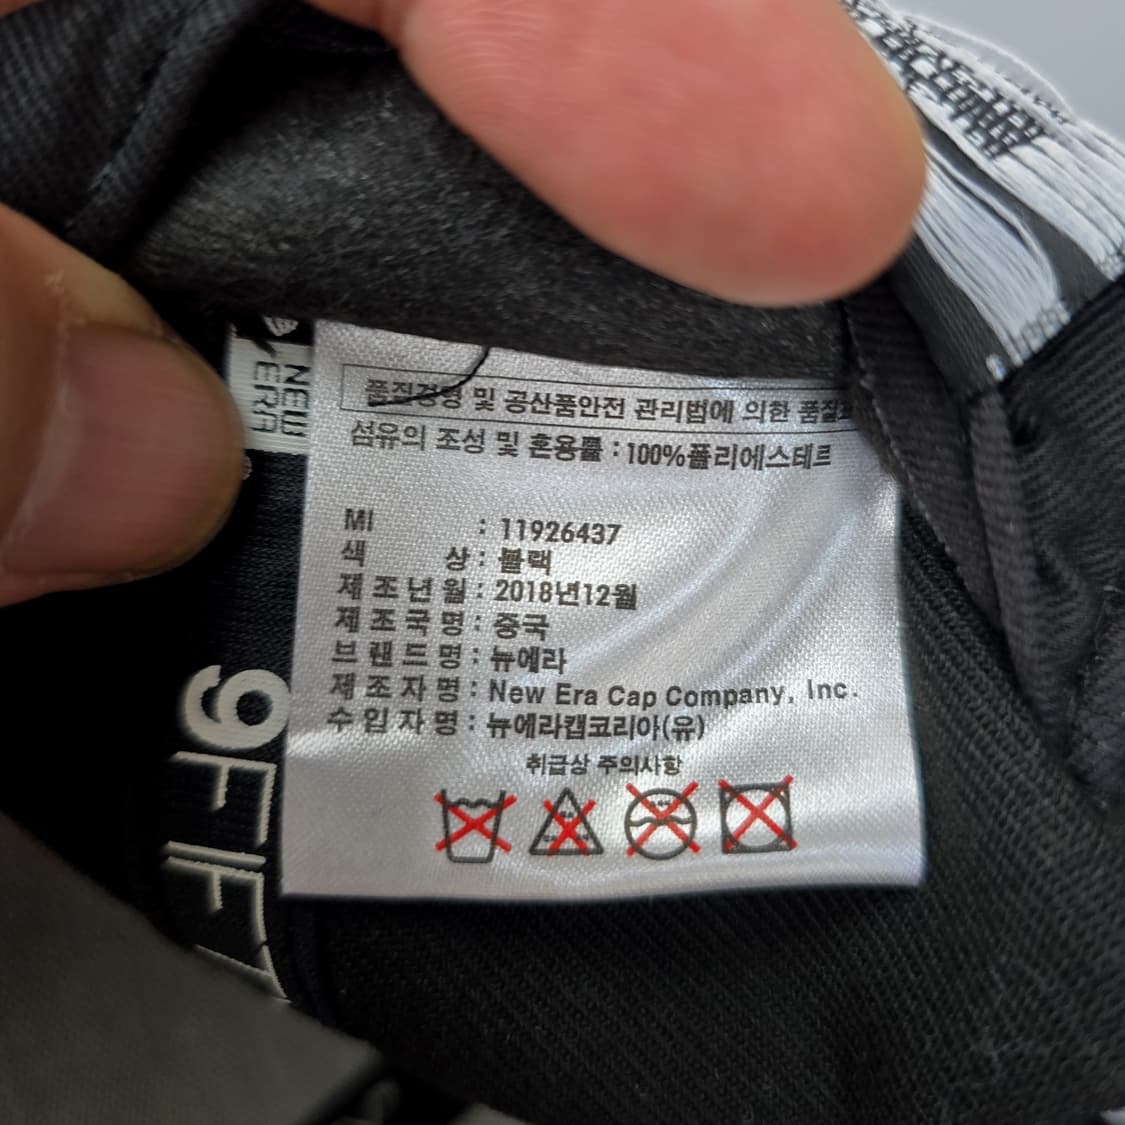 품질경영 및 공산품안전 관리법에 의한 품질
섬유의 조성 및 혼용률 : 100%폴리에스테르
MI : 11926437
색 상 : 블랙
제조년월 : 2018년12월
제조국명 : 중국
브랜드명 : 뉴에라
제조자명 : New Era Cap Company, Inc.
수입자명 : 뉴에라캡코리아(유)
취급상 주의사항
NEW
ERA
9FIF